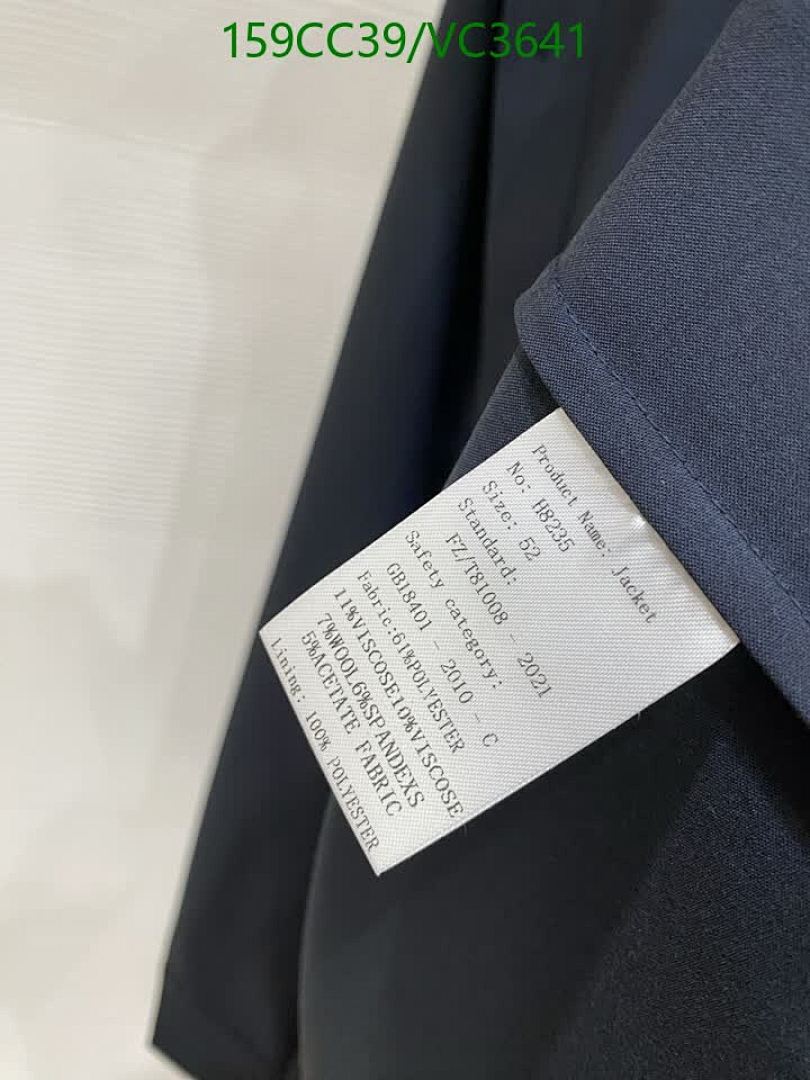 159CC39/VC3641
Product Name: Jacket
No: H8235
Size: 52
Standard:
FZ/T81008 - 2021
Safety category:
GB18401 - 2010 - C
Fabric:61%POLYESTER
11%VISCOSE10%VISCOSE
7%WOOL6%SPANDEXS
5%ACETATE FABRIC
Lining: 100% POLYESTER